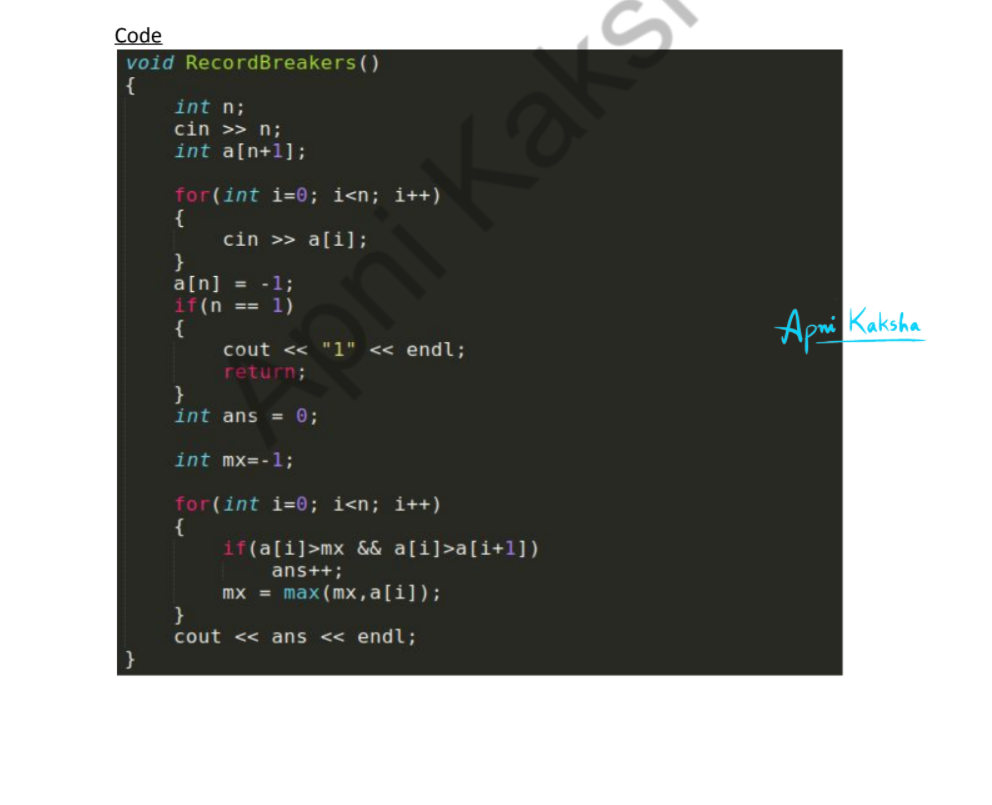 Code
void RecordBreakers()
{
    int n;
    cin >> n;
    int a[n+1];
    for(int i=0; i<n; i++)
    {
        cin >> a[i];
    }
    a[n] = -1;
    if(n == 1)
    {
        cout << "1" << endl;
        return;
    }
    int ans = 0;
    int mx=-1;
    for(int i=0; i<n; i++)
    {
        if(a[i]>mx && a[i]>a[i+1])
            ans++;
        mx = max(mx,a[i]);
    }
    cout << ans << endl;
}
Apni Kaksha
Apni Kaks